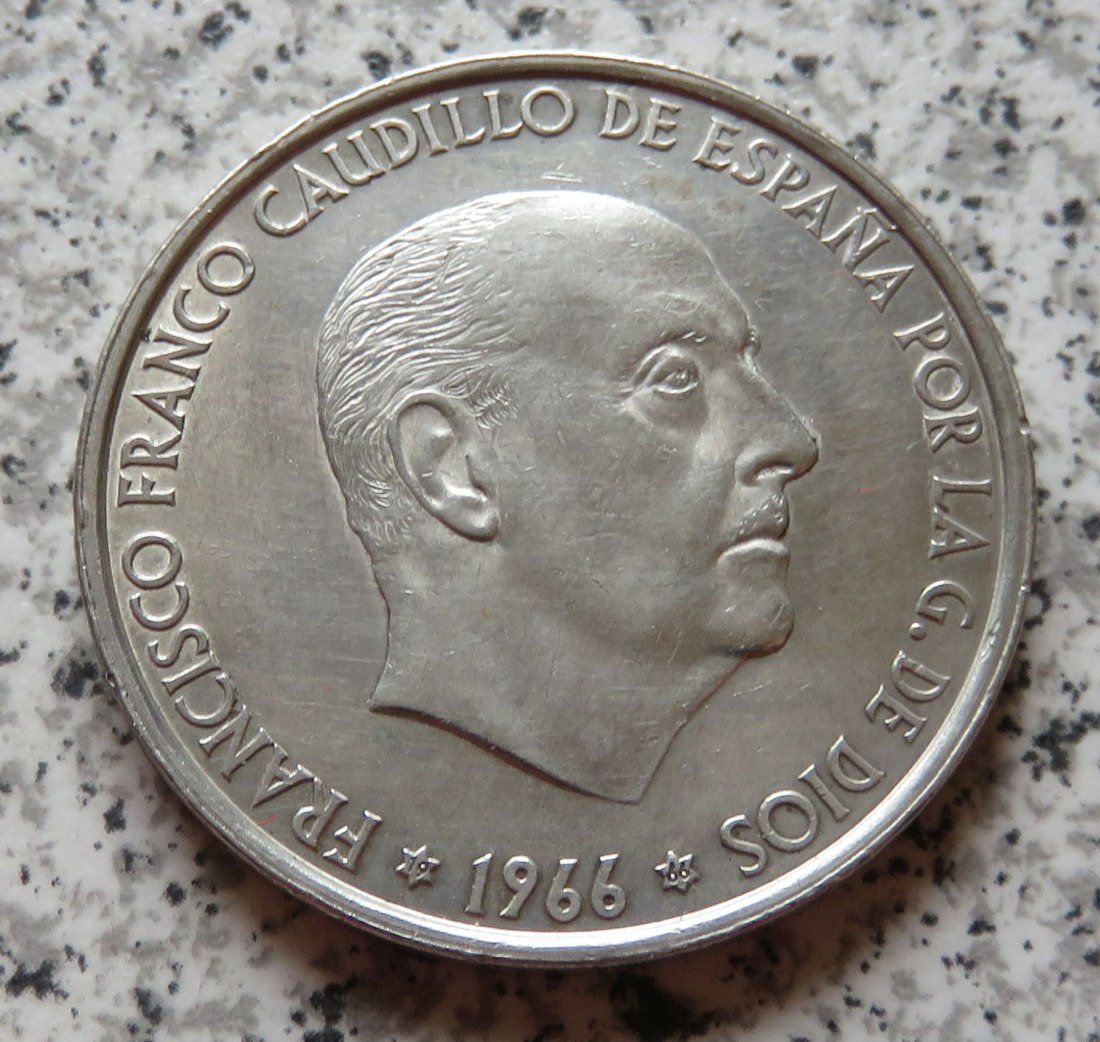 FRANCISCO FRANCO CAUDILLO DE ESPAÑA POR LA G. DE DIOS
1966